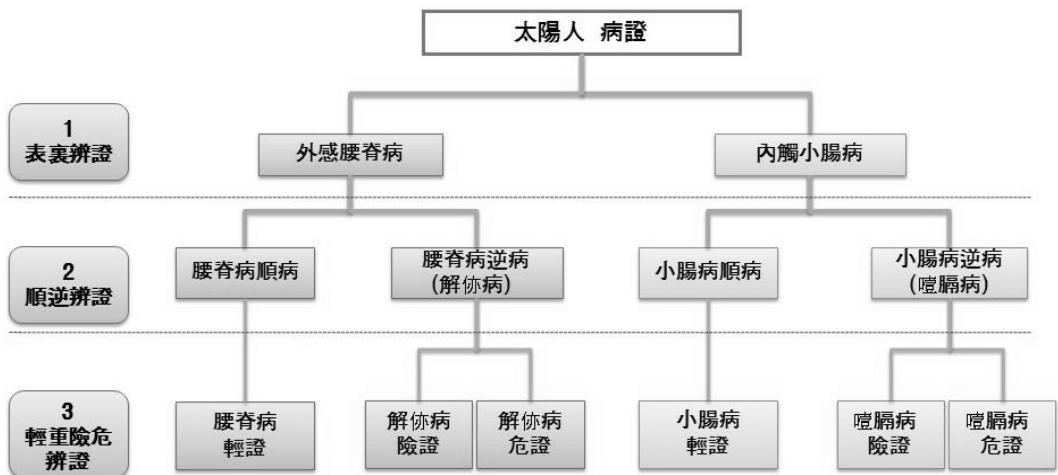 太陽人 病證
1
表裏辨證
外感腰脊病
內觸小腸病
2
順逆辨證
腰脊病順病
腰脊病逆病
(解㑊病)
小腸病順病
小腸病逆病
(噎膈病)
3
輕重險危
辨證
腰脊病
輕證
解㑊病
險證
解㑊病
危證
小腸病
輕證
噎膈病
險證
噎膈病
危證